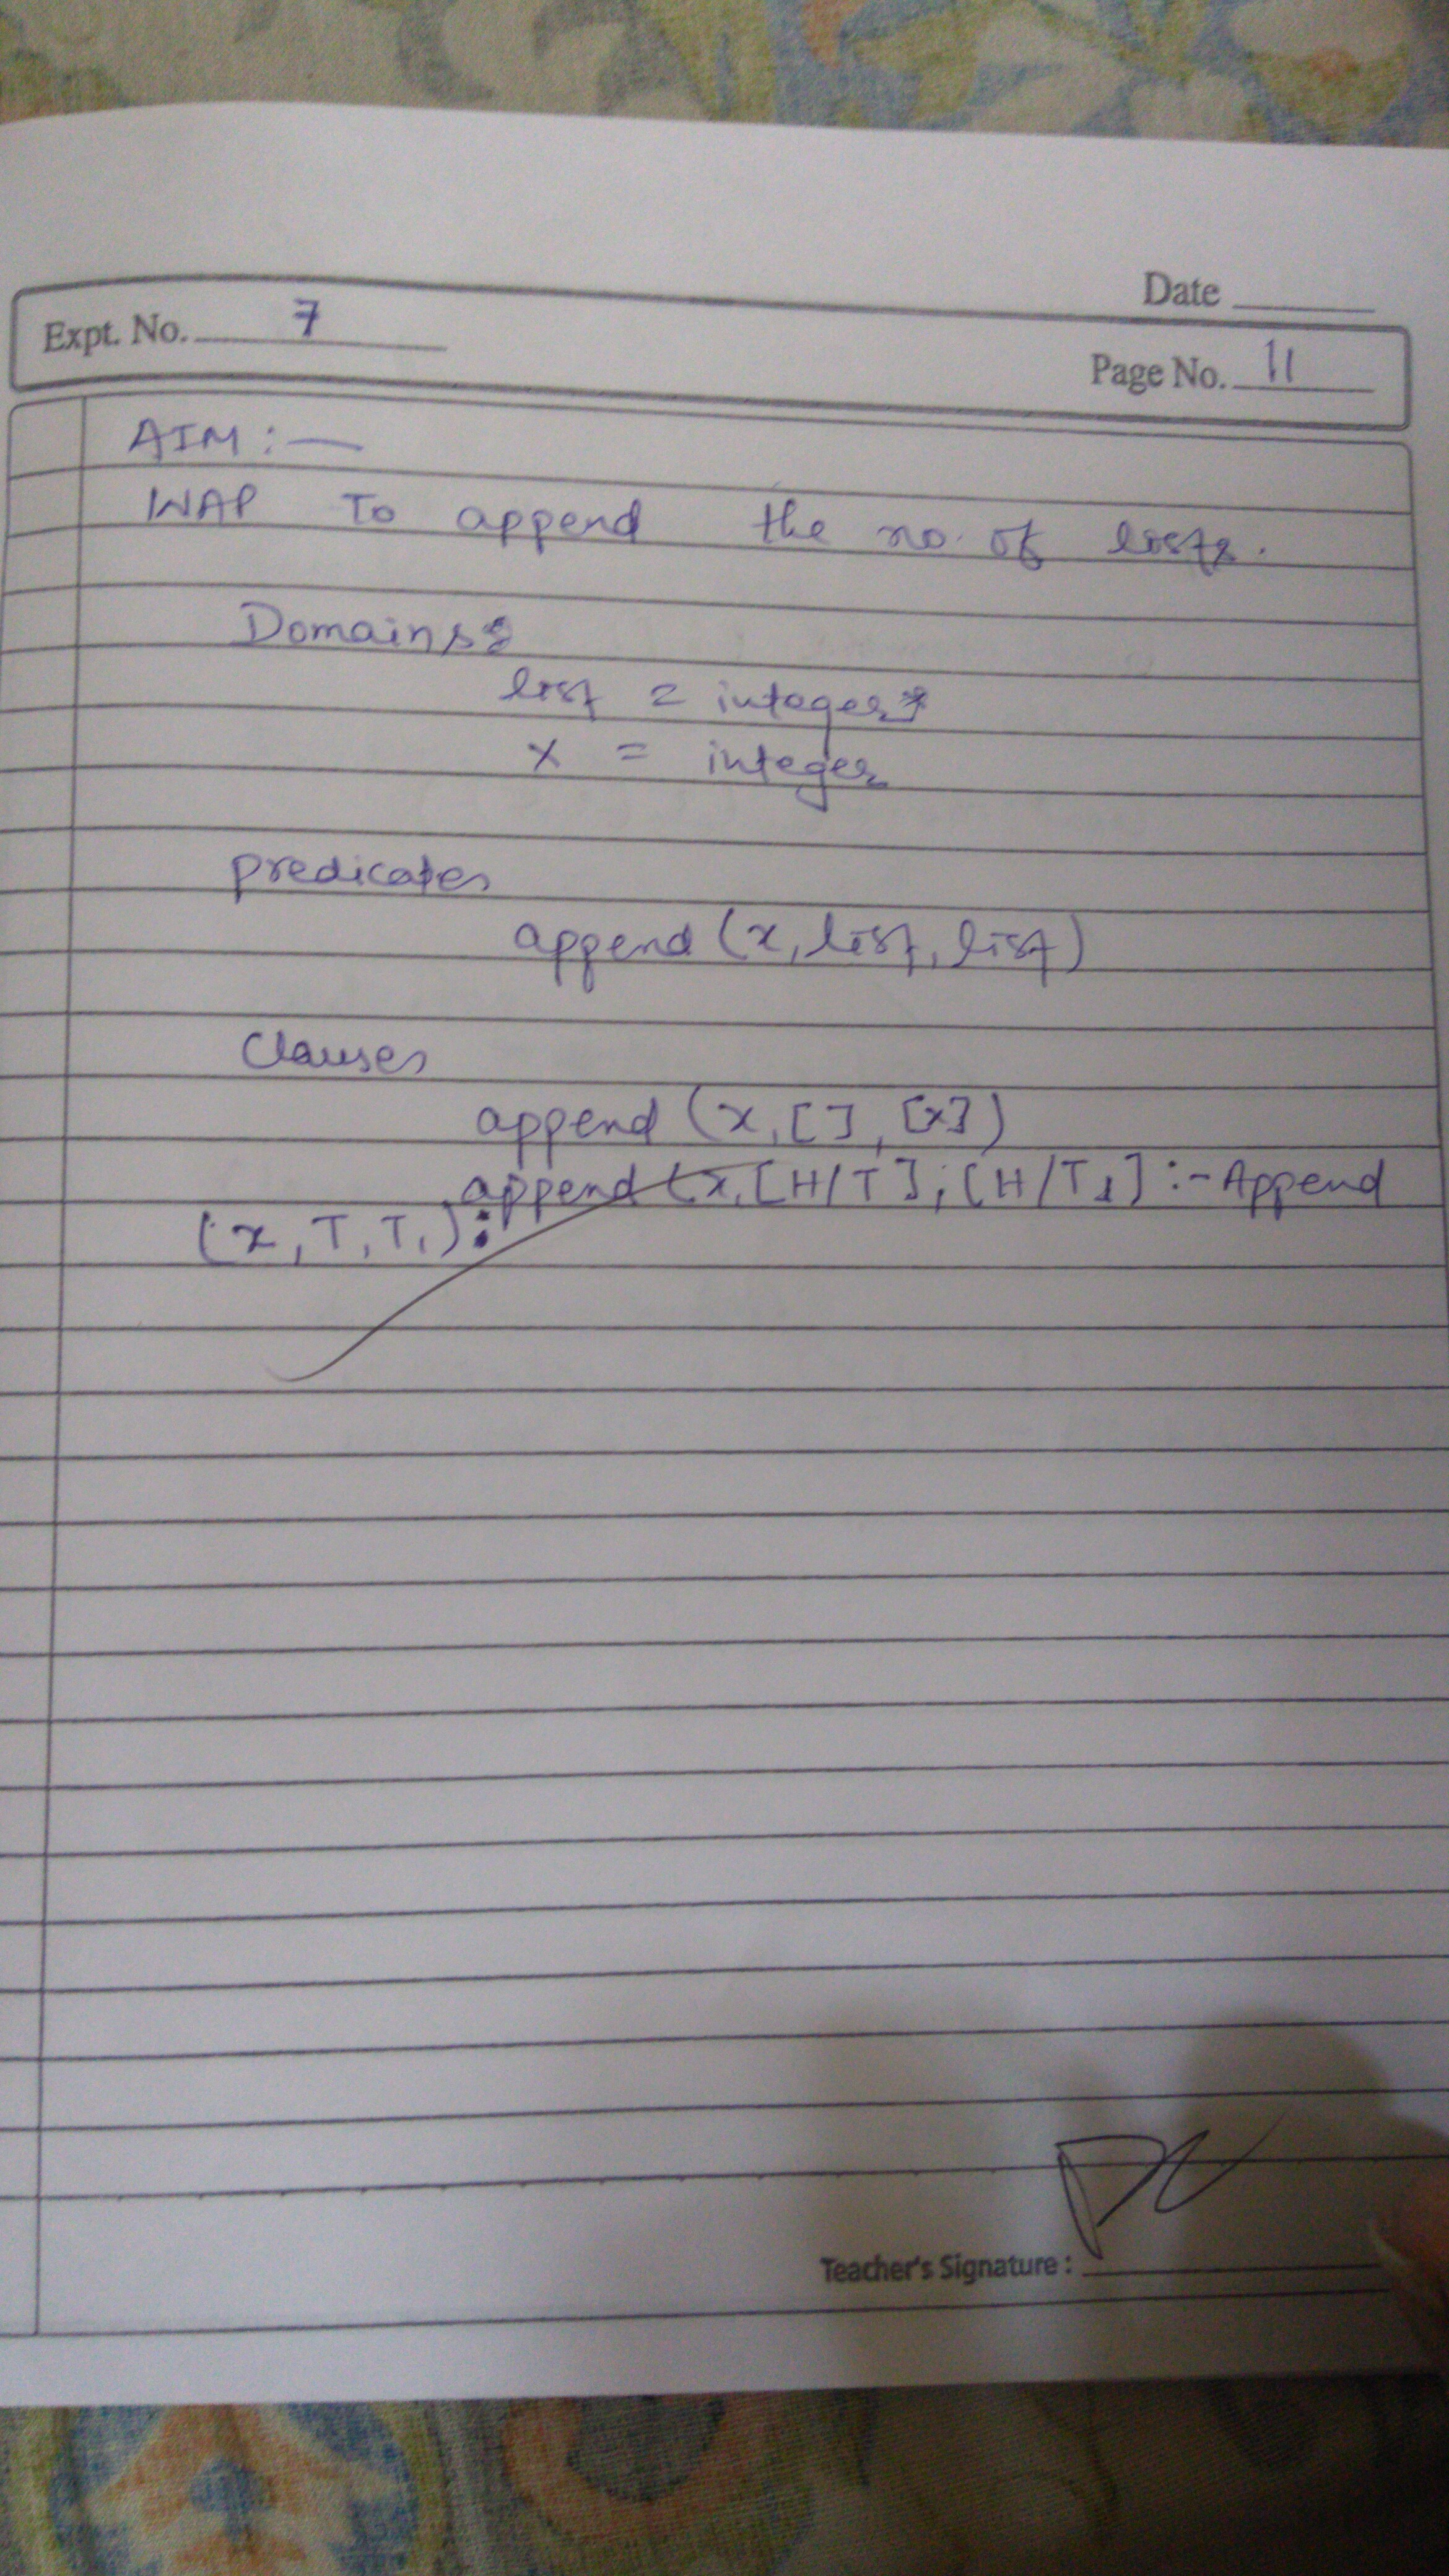 Date
Expt. No. 7
Page No. 11
AIM :—
WAP To append the no. of lists.
Domains:
list = integer*
x = integer
predicates
append (x, list, list)
Clauses
append (x, [ ], [x])
append (x, [H/T], [H/T1] :- Append
(x, T, T1):
Teacher's Signature :